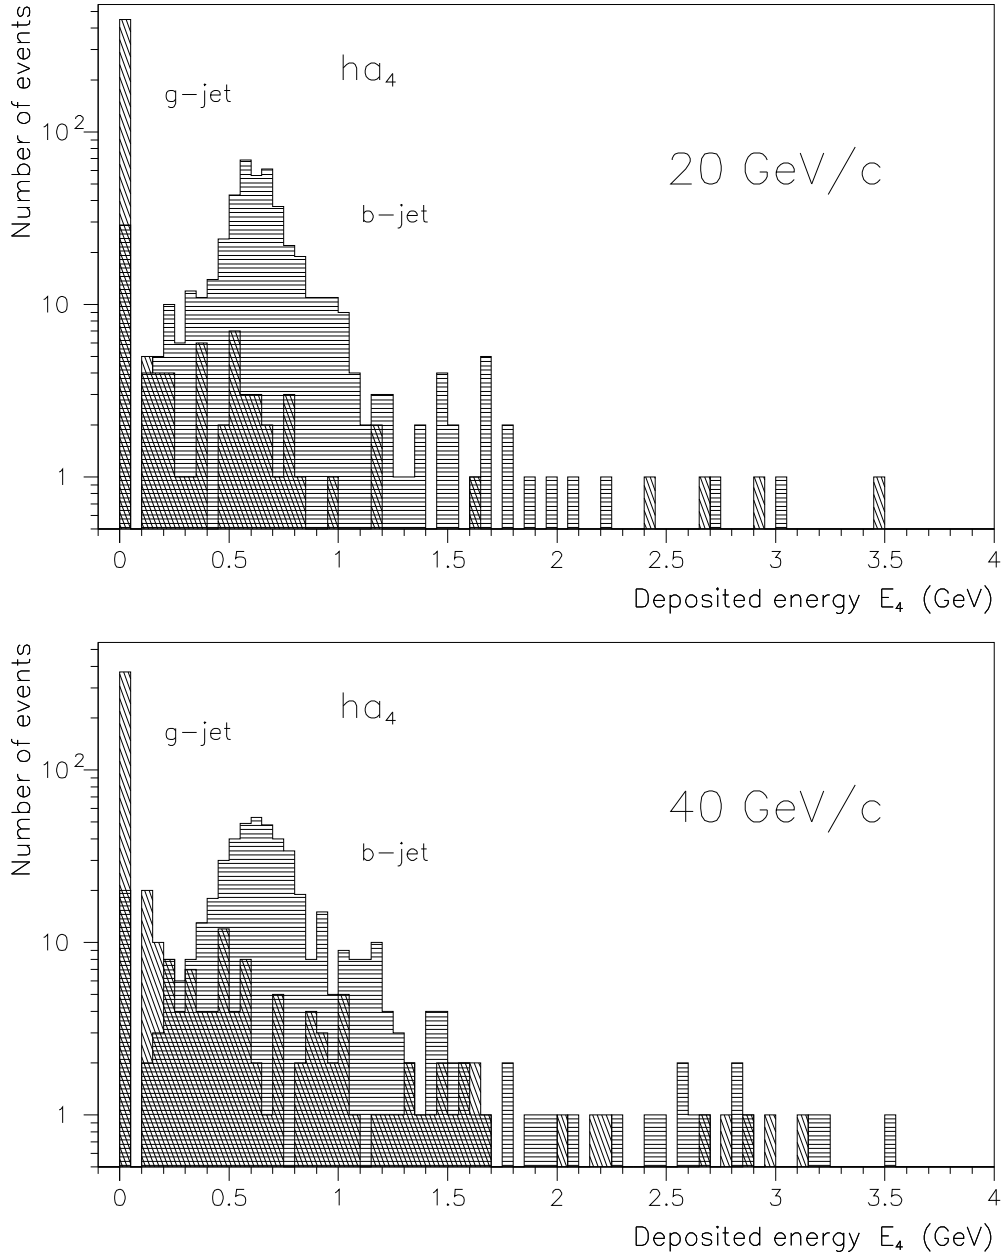 Number of events
ha₄
g-jet
10²
20 GeV/c
b-jet
10
1
0 0.5 1 1.5 2 2.5 3 3.5 4
Deposited energy E₄ (GeV)
Number of events
ha₄
g-jet
10²
40 GeV/c
b-jet
10
1
0 0.5 1 1.5 2 2.5 3 3.5 4
Deposited energy E₄ (GeV)